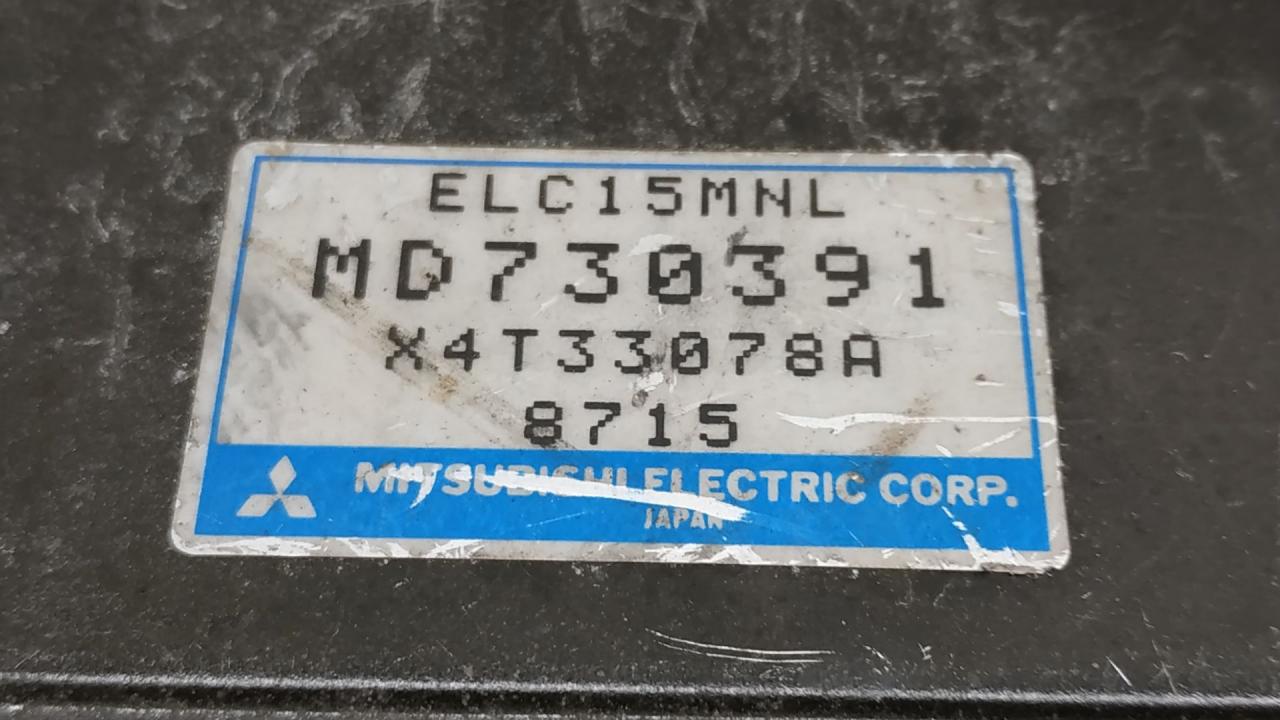 ELC15MNL
MD730391
X4T33078A
8715
MITSUBISHI ELECTRIC CORP.
JAPAN